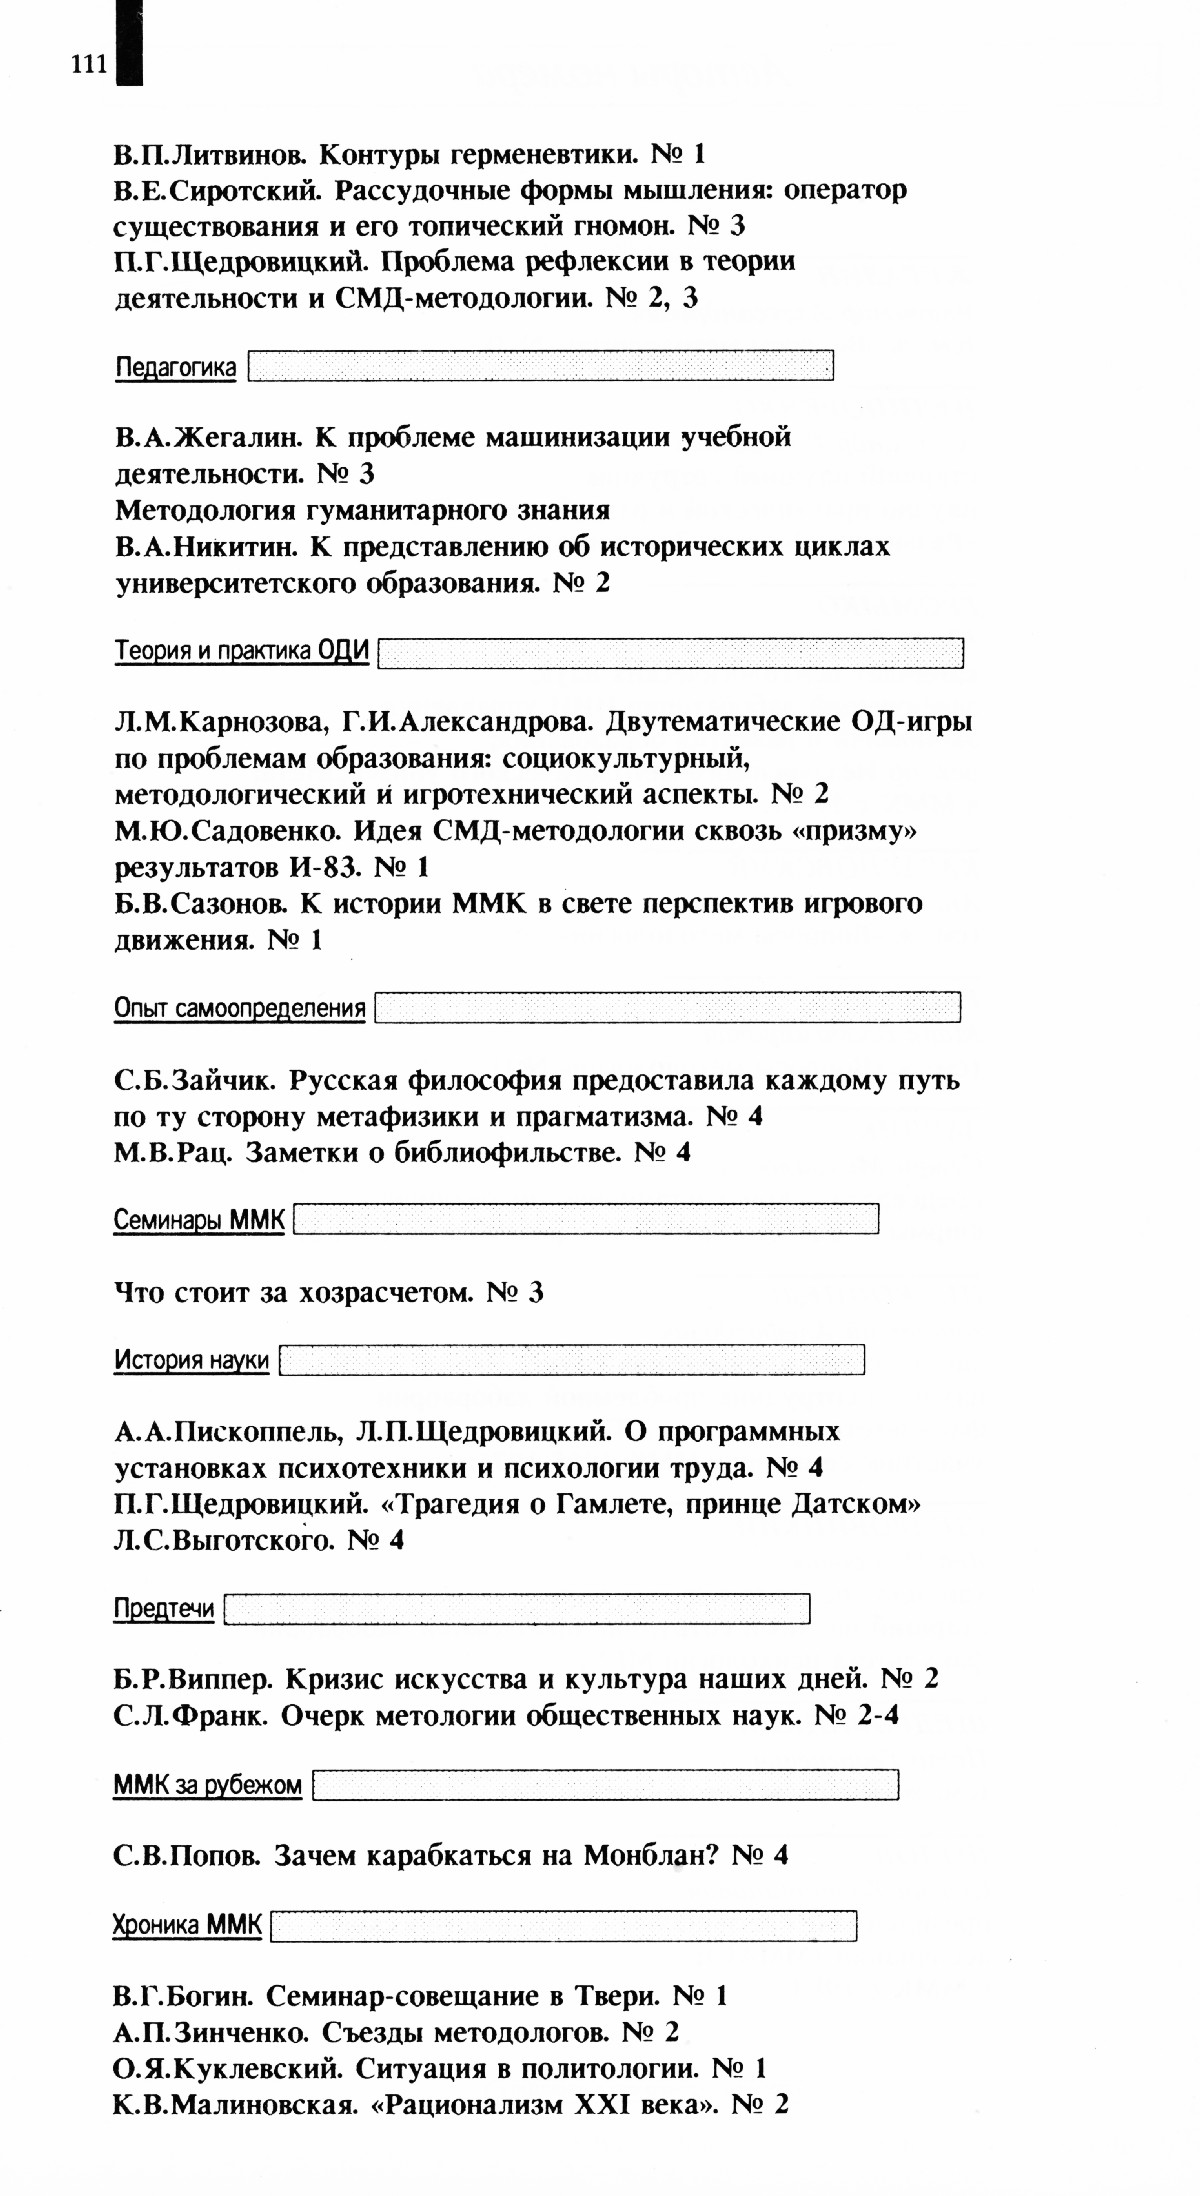 111
В.П.Литвинов. Контуры герменевтики. № 1
В.Е.Сиротский. Рассудочные формы мышления: оператор
существования и его топический гномон. № 3
П.Г.Щедровицкий. Проблема рефлексии в теории
деятельности и СМД-методологии. № 2, 3
Педагогика
В.А.Жегалин. К проблеме машинизации учебной
деятельности. № 3
Методология гуманитарного знания
В.А.Никитин. К представлению об исторических циклах
университетского образования. № 2
Теория и практика ОДИ
Л.М.Карнозова, Г.И.Александрова. Двутематические ОД-игры
по проблемам образования: социокультурный,
методологический и игротехнический аспекты. № 2
М.Ю.Садовенко. Идея СМД-методологии сквозь «призму»
результатов И-83. № 1
Б.В.Сазонов. К истории ММК в свете перспектив игрового
движения. № 1
Опыт самоопределения
С.Б.Зайчик. Русская философия предоставила каждому путь
по ту сторону метафизики и прагматизма. № 4
М.В.Рац. Заметки о библиофильстве. № 4
Семинары ММК
Что стоит за хозрасчетом. № 3
История науки
А.А.Пископпель, Л.П.Щедровицкий. О программных
установках психотехники и психологии труда. № 4
П.Г.Щедровицкий. «Трагедия о Гамлете, принце Датском»
Л.С.Выготского. № 4
Предтечи
Б.Р.Виппер. Кризис искусства и культура наших дней. № 2
С.Л.Франк. Очерк метологии общественных наук. № 2-4
ММК за рубежом
С.В.Попов. Зачем карабкаться на Монблан? № 4
Хроника ММК
В.Г.Богин. Семинар-совещание в Твери. № 1
А.П.Зинченко. Съезды методологов. № 2
О.Я.Куклевский. Ситуация в политологии. № 1
К.В.Малиновская. «Рационализм XXI века». № 2